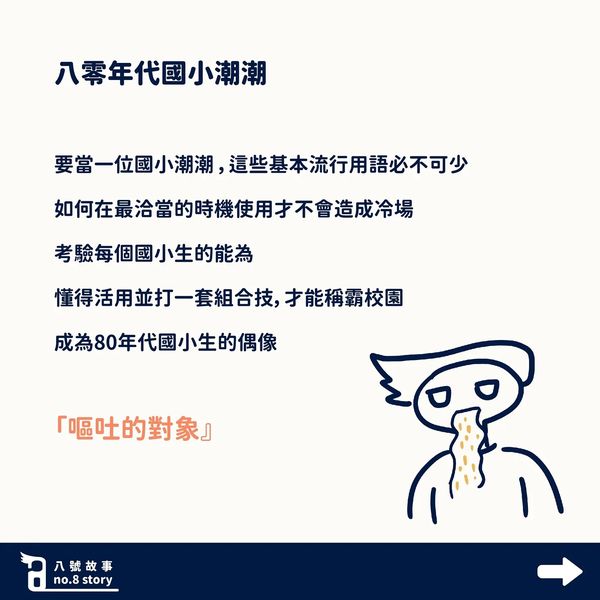 八零年代國小潮潮
要當一位國小潮潮,這些基本流行用語必不可少
如何在最洽當的時機使用才不會造成冷場
考驗每個國小生的能為
懂得活用並打一套組合技,才能稱霸校園
成為80年代國小生的偶像
「嘔吐的對象』
八號故事
no.8 story